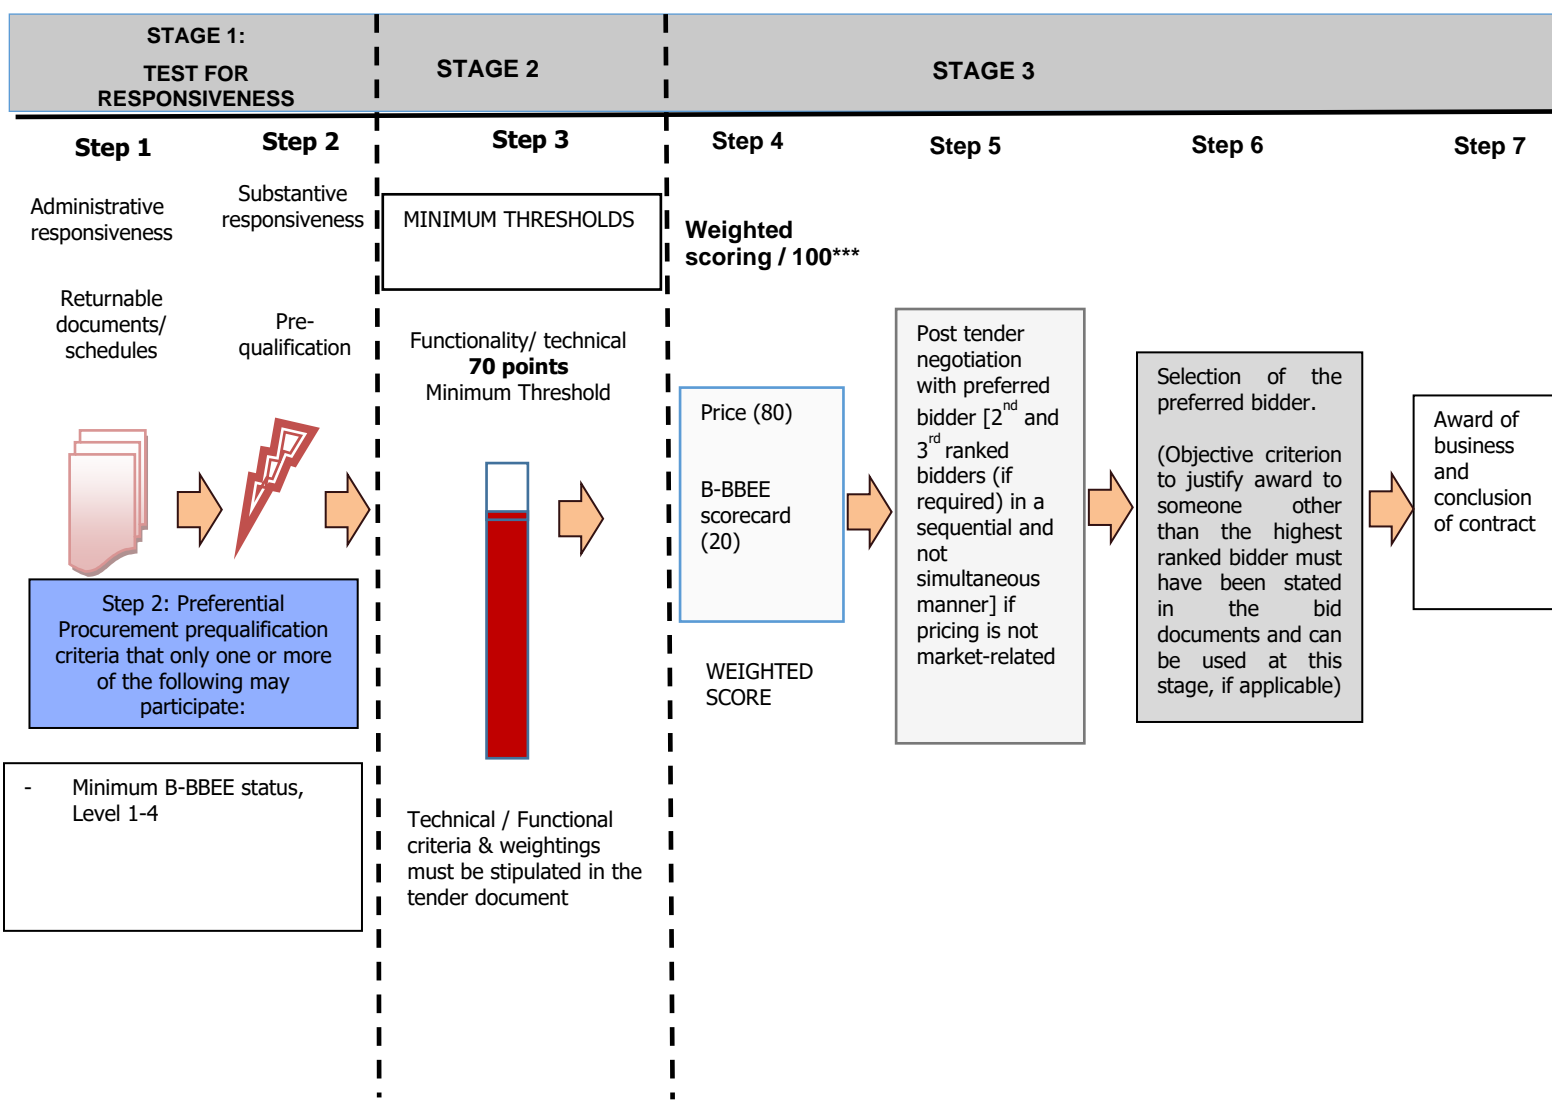 STAGE 1:
TEST FOR
RESPONSIVENESS
STAGE 2
STAGE 3
Step 1
Step 2
Step 3
Step 4
Step 5
Step 6
Step 7
Administrative
responsiveness
Returnable
documents/
schedules
Substantive
responsiveness
Pre-
qualification
Step 2: Preferential
Procurement prequalification
criteria that only one or more
of the following may
participate:
- Minimum B-BBEE status,
Level 1-4
MINIMUM THRESHOLDS
Functionality/ technical
70 points
Minimum Threshold
Technical / Functional
criteria & weightings
must be stipulated in the
tender document
Weighted
scoring / 100***
Price (80)
B-BBEE
scorecard
(20)
WEIGHTED
SCORE
Post tender
negotiation
with preferred
bidder [2nd and
3rd ranked
bidders (if
required) in a
sequential and
not
simultaneous
manner] if
pricing is not
market-related
Selection of the
preferred bidder.
(Objective criterion
to justify award to
someone other
than the highest
ranked bidder must
have been stated
in the bid
documents and can
be used at this
stage, if applicable)
Award of
business
and
conclusion
of contract